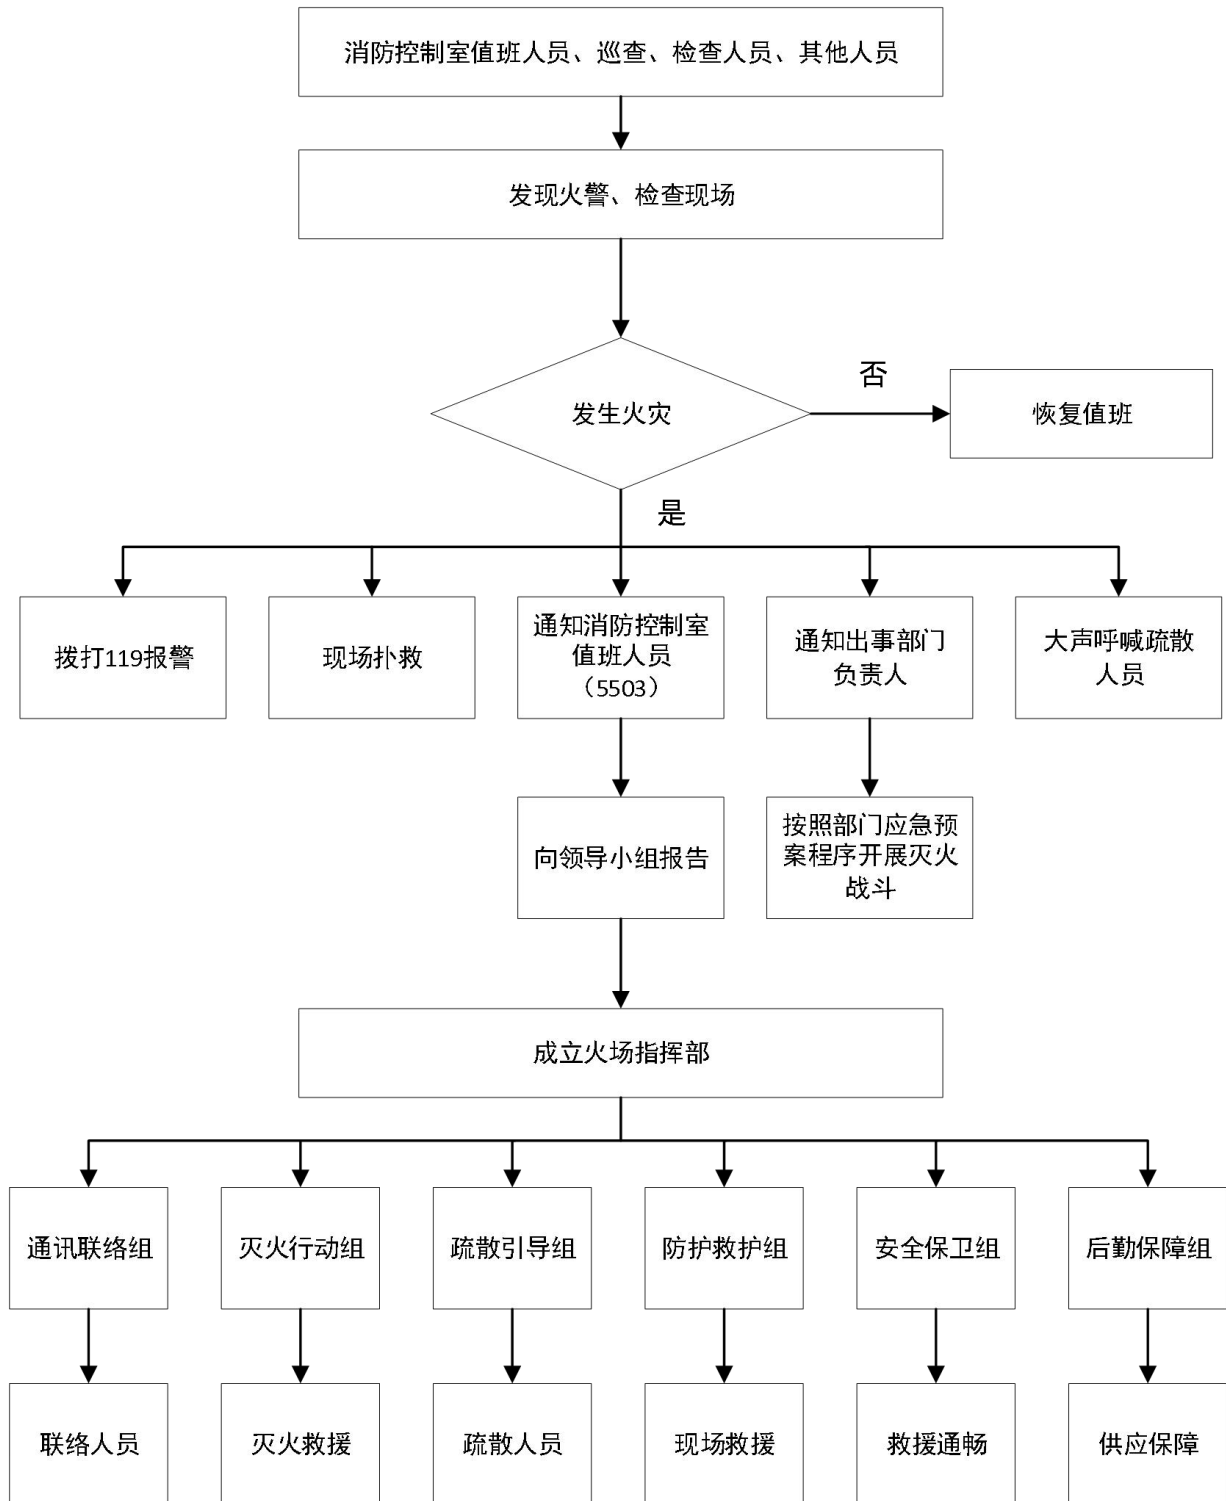 消防控制室值班人员、巡查、检查人员、其他人员
发现火警、检查现场
发生火灾
否
恢复值班
是
拨打119报警
现场扑救
通知消防控制室
值班人员
（5503）
通知出事部门
负责人
大声呼喊疏散
人员
向领导小组报告
按照部门应急预
案程序开展灭火
战斗
成立火场指挥部
通讯联络组
灭火行动组
疏散引导组
防护救护组
安全保卫组
后勤保障组
联络人员
灭火救援
疏散人员
现场救援
救援通畅
供应保障